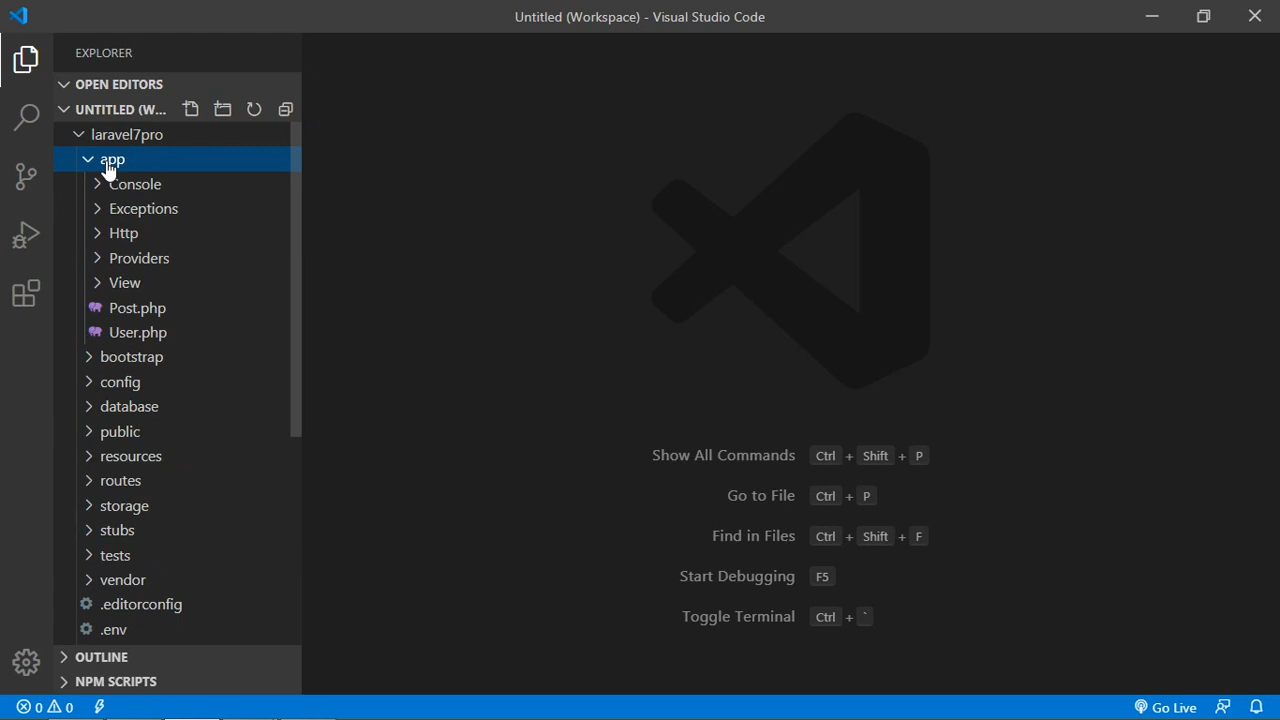 Untitled (Workspace) - Visual Studio Code
EXPLORER
OPEN EDITORS
UNTITLED (W...
laravel7pro
app
Console
Exceptions
Http
Providers
View
Post.php
User.php
bootstrap
config
database
public
resources
routes
storage
stubs
tests
vendor
.editorconfig
.env
OUTLINE
NPM SCRIPTS
Show All Commands Ctrl + Shift + P
Go to File Ctrl + P
Find in Files Ctrl + Shift + F
Start Debugging F5
Toggle Terminal Ctrl + `
0 0 Go Live